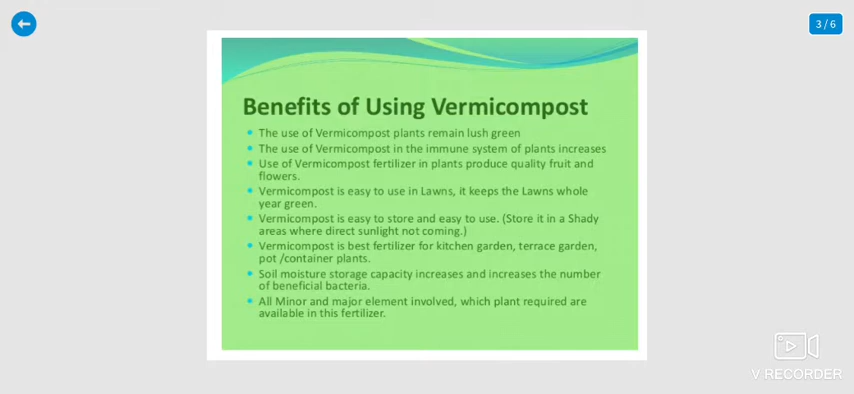 3 / 6
Benefits of Using Vermicompost
The use of Vermicompost plants remain lush green
The use of Vermicompost in the immune system of plants increases
Use of Vermicompost fertilizer in plants produce quality fruit and
flowers.
Vermicompost is easy to use in Lawns, it keeps the Lawns whole
year green.
Vermicompost is easy to store and easy to use. (Store it in a Shady
areas where direct sunlight not coming.)
Vermicompost is best fertilizer for kitchen garden, terrace garden,
pot /container plants.
Soil moisture storage capacity increases and increases the number
of beneficial bacteria.
All Minor and major element involved, which plant required are
available in this fertilizer.
V RECORDER